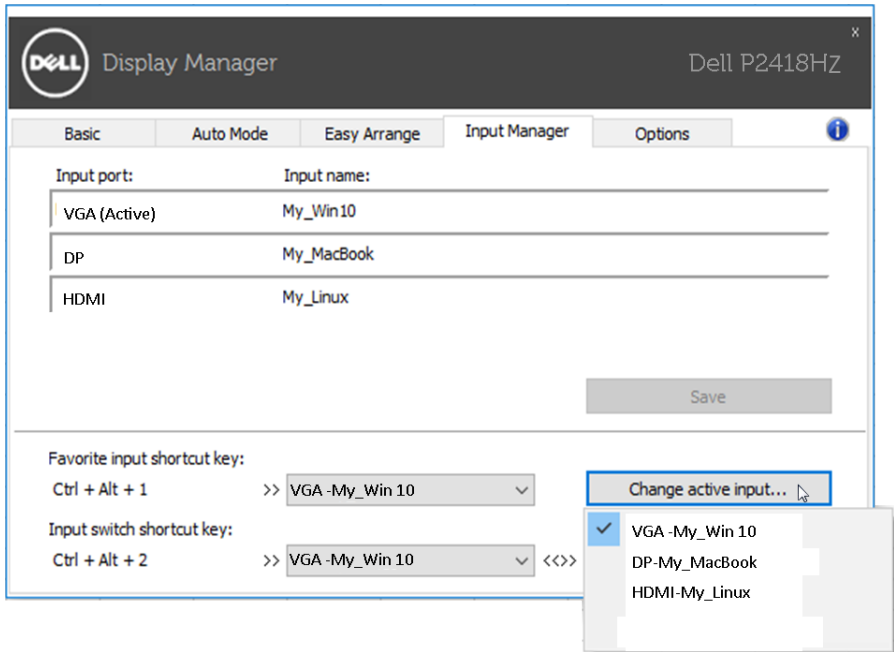 DELL Display Manager Dell P2418HZ
x
Basic Auto Mode Easy Arrange Input Manager Options i
Input port: Input name:
VGA (Active) My_Win10
DP My_MacBook
HDMI My_Linux
Save
Favorite input shortcut key:
Ctrl + Alt + 1 >> VGA -My_Win 10 Change active input...
Input switch shortcut key:
Ctrl + Alt + 2 >> VGA -My_Win 10 <<>>
VGA -My_Win 10
DP-My_MacBook
HDMI-My_Linux